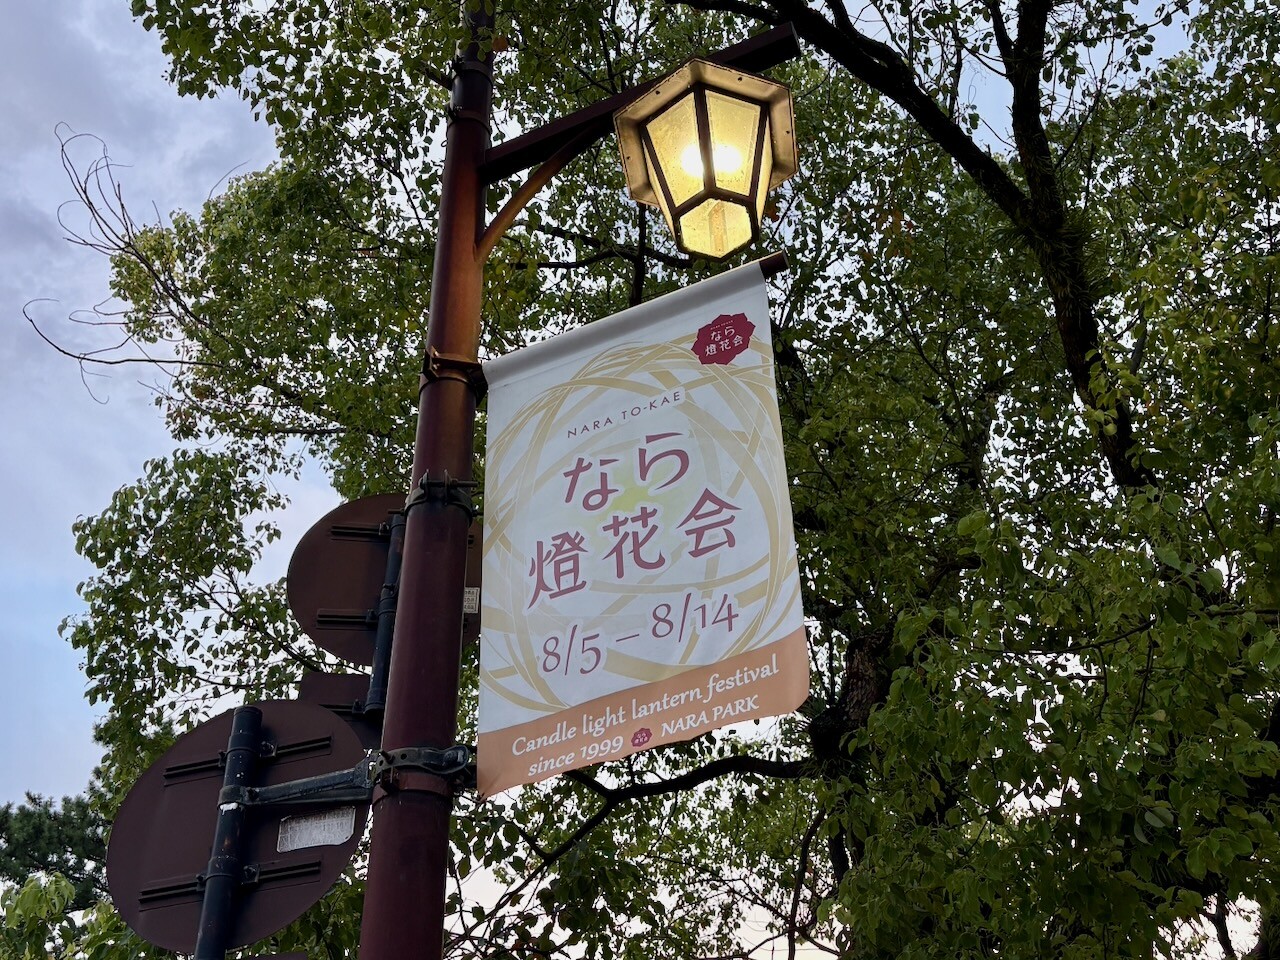 なら
燈花会
NARA TO-KAE
なら
燈花会
8/5 – 8/14
Candle light lantern festival
since 1999 NARA PARK